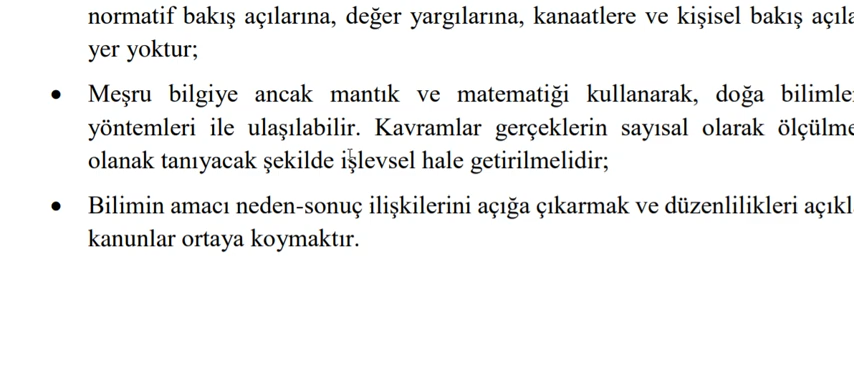 normatif bakış açılarına, değer yargılarına, kanaatlere ve kişisel bakış
yer yoktur;
• Meşru bilgiye ancak mantık ve matematiği kullanarak, doğa
yöntemleri ile ulaşılabilir. Kavramlar gerçeklerin sayısal olarak
olanak tanıyacak şekilde işlevsel hale getirilmelidir;
• Bilimin amacı neden-sonuç ilişkilerini açığa çıkarmak ve düzenlilikleri
kanunlar ortaya koymaktır.